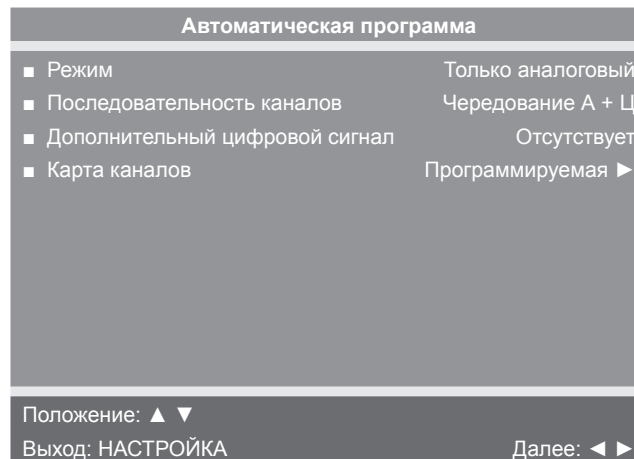 Автоматическая программа
■ Режим Только аналоговый
■ Последовательность каналов Чередование А + Ц
■ Дополнительный цифровой сигнал Отсутствует
■ Карта каналов Программируемая ►
Положение: ▲ ▼
Выход: НАСТРОЙКА Далее: ◄ ►